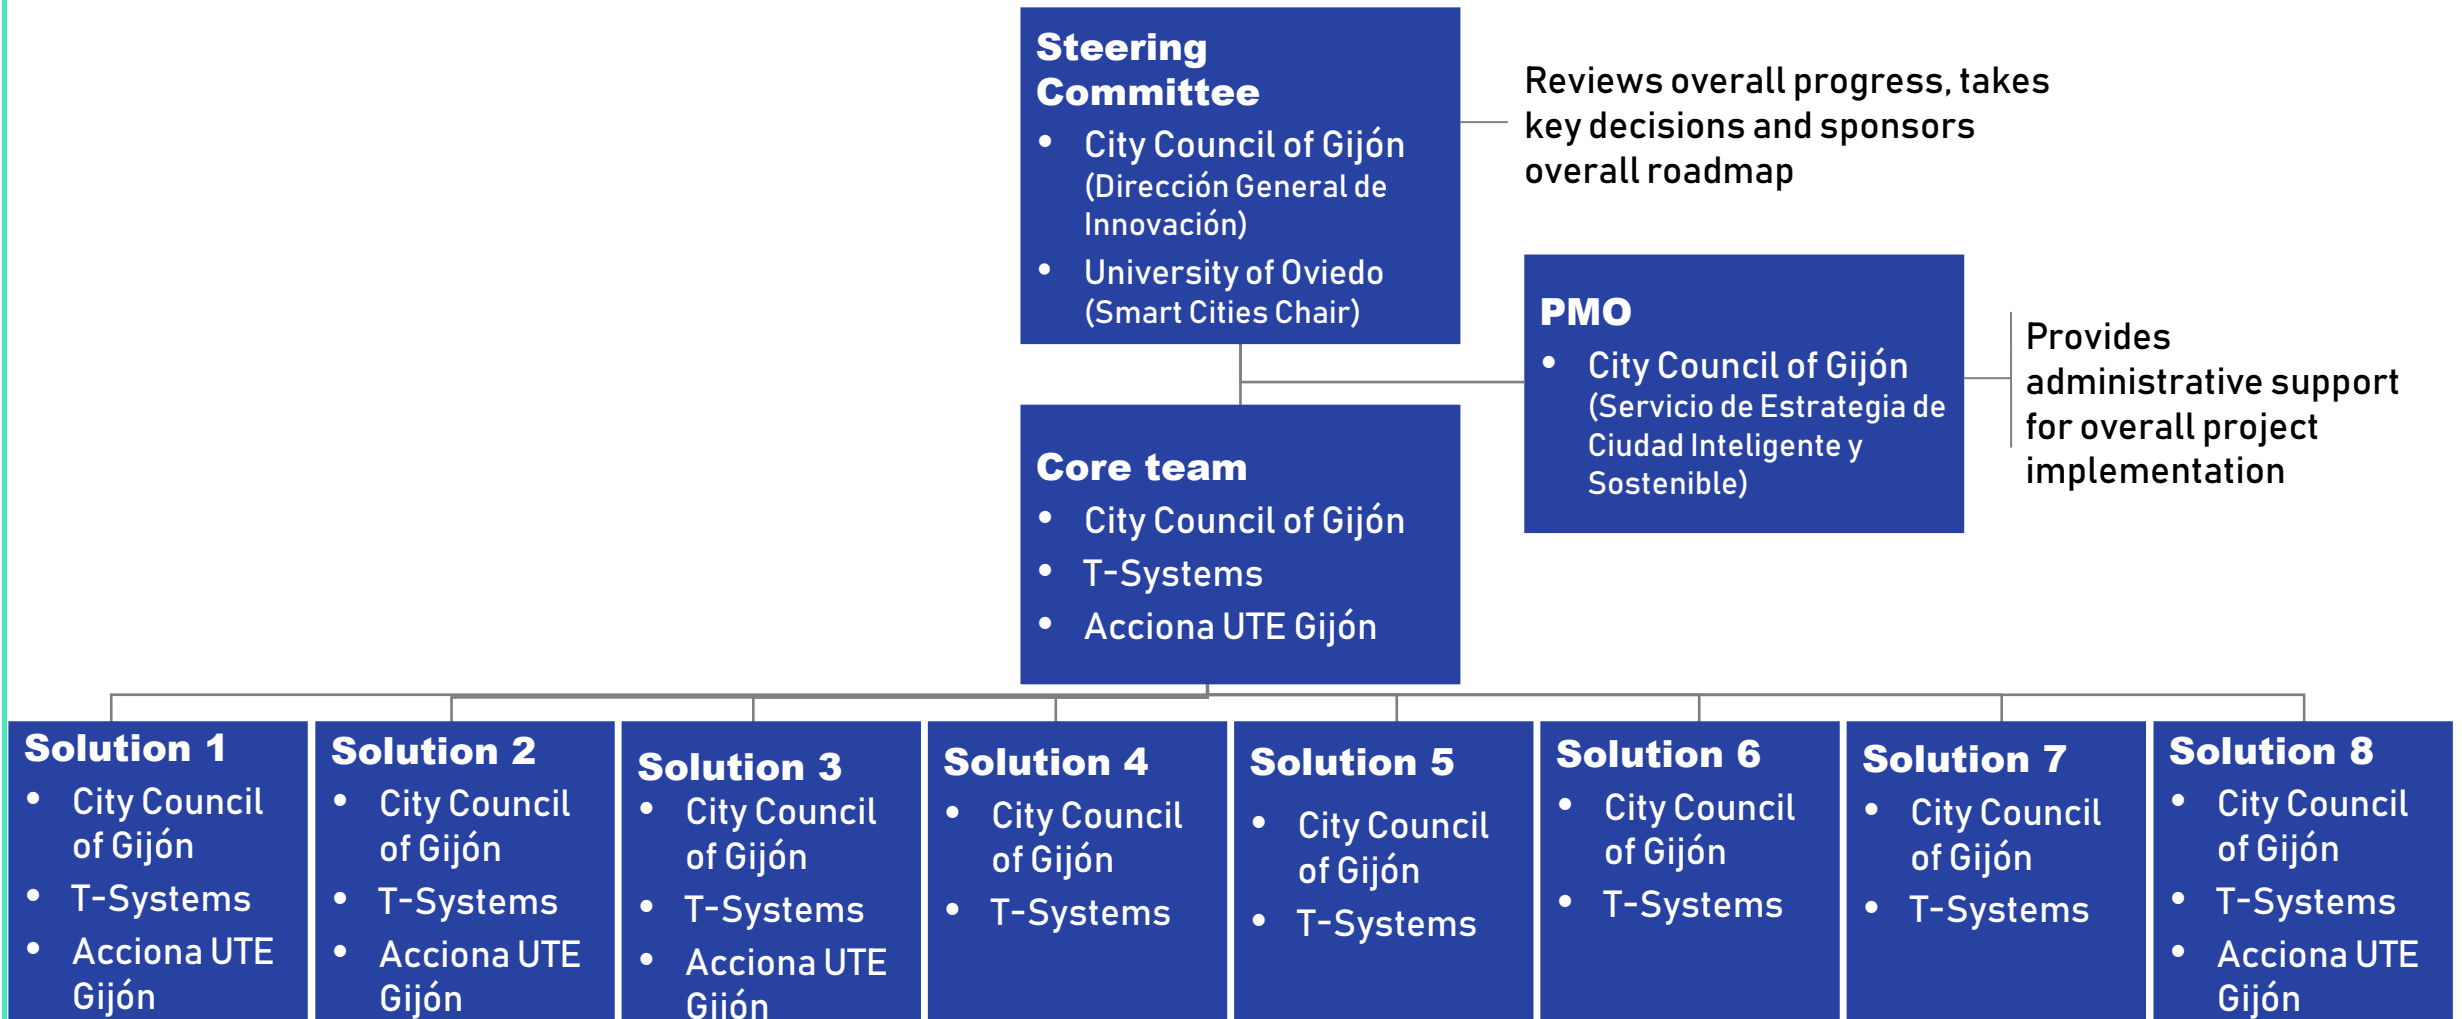 Steering
Committee
• City Council of Gijón
(Dirección General de
Innovación)
• University of Oviedo
(Smart Cities Chair)
Reviews overall progress, takes
key decisions and sponsors
overall roadmap
PMO
• City Council of Gijón
(Servicio de Estrategia de
Ciudad Inteligente y
Sostenible)
Provides
administrative support
for overall project
implementation
Core team
• City Council of Gijón
• T-Systems
• Acciona UTE Gijón
Solution 1
• City Council
of Gijón
• T-Systems
• Acciona UTE
Gijón
Solution 2
• City Council
of Gijón
• T-Systems
• Acciona UTE
Gijón
Solution 3
• City Council
of Gijón
• T-Systems
• Acciona UTE
Gijón
Solution 4
• City Council
of Gijón
• T-Systems
Solution 5
• City Council
of Gijón
• T-Systems
Solution 6
• City Council
of Gijón
• T-Systems
Solution 7
• City Council
of Gijón
• T-Systems
Solution 8
• City Council
of Gijón
• T-Systems
• Acciona UTE
Gijón